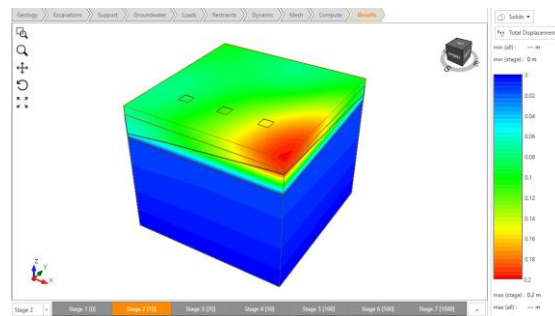 Geology Excavations Support Groundwater Loads Restraints Dynamic Mesh Compute Results
Solids
Total Displacement
min (all) : --- m
min (stage) : 0 m
0
0.02
0.04
0.06
0.08
0.1
0.12
0.14
0.16
0.18
0.2
max (stage) : 0.2 m
max (all) : --- m
S
E
Z
Y
X
Stage 2 Stage 1 [0] Stage 2 [10] Stage 3 [20] Stage 4 [50] Stage 5 [100] Stage 6 [500] Stage 7 [1000]